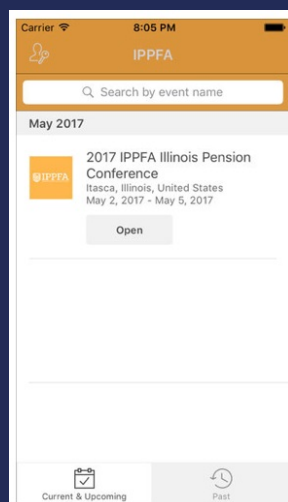 Carrier 8:05 PM
IPPFA
Search by event name
May 2017
IPPFA
2017 IPPFA Illinois Pension
Conference
Itasca, Illinois, United States
May 2, 2017 - May 5, 2017
Open
Current & Upcoming
Past